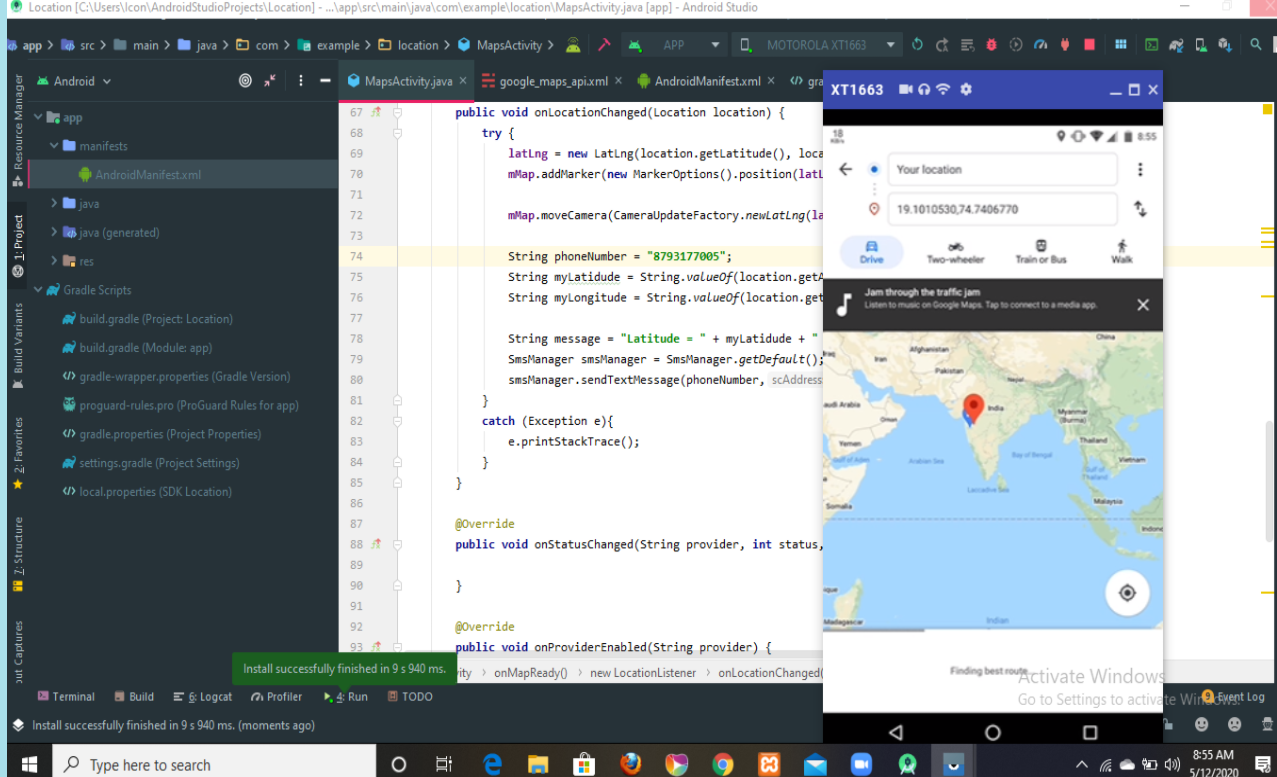 Location [C:\Users\Icon\AndroidStudioProjects\Location] - ...\app\src\main\java\com\example\location\MapsActivity.java [app] - Android Studio
app > src > main > java > com > example > location > MapsActivity > APP MOTOROLA XT1663
Android MapsActivity.java × google_maps_api.xml × AndroidManifest.xml × gra
Resource Manager
1: Project
Build Variants
2: Favorites
7: Structure
out Captures
app
manifests
AndroidManifest.xml
java
java (generated)
res
Gradle Scripts
build.gradle (Project: Location)
build.gradle (Module: app)
gradle-wrapper.properties (Gradle Version)
proguard-rules.pro (ProGuard Rules for app)
gradle.properties (Project Properties)
settings.gradle (Project Settings)
local.properties (SDK Location)
67 public void onLocationChanged(Location location) {
68 try {
69 latLng = new LatLng(location.getLatitude(), loca
70 mMap.addMarker(new MarkerOptions().position(latL
71
72 mMap.moveCamera(CameraUpdateFactory.newLatLng(la
73
74 String phoneNumber = "8793177005";
75 String myLatidude = String.valueOf(location.getA
76 String myLongitude = String.valueOf(location.get
77
78 String message = "Latitude = " + myLatidude + "
79 SmsManager smsManager = SmsManager.getDefault();
80 smsManager.sendTextMessage(phoneNumber, scAddress
81 }
82 catch (Exception e){
83 e.printStackTrace();
84 }
85 }
86
87 @Override
88 public void onStatusChanged(String provider, int status,
89
90 }
91
92 @Override
93 public void onProviderEnabled(String provider) {
Install successfully finished in 9 s 940 ms.
ity > onMapReady() > new LocationListener > onLocationChanged(
XT1663
18
KB/s
8:55
Your location
19.1010530,74.7406770
Drive Two-wheeler Train or Bus Walk
Jam through the traffic jam
Listen to music on Google Maps. Tap to connect to a media app.
China
Iraq Iran Afghanistan
Pakistan Nepal
audi Arabia
Oman
India
Myanmar
(Burma)
Yemen
Thailand
Gulf of Aden Arabian Sea Bay of Bengal Vietnam
Gulf of
Thailand
Laccadive Sea
Somalia
Malaysia
Indone
ique
Madagascar
Indian
Finding best route
Activate Windows
Go to Settings to activate Windows.
Terminal Build 6: Logcat Profiler 4: Run TODO Event Log
Install successfully finished in 9 s 940 ms. (moments ago)
Type here to search
8:55 AM
5/12/2020